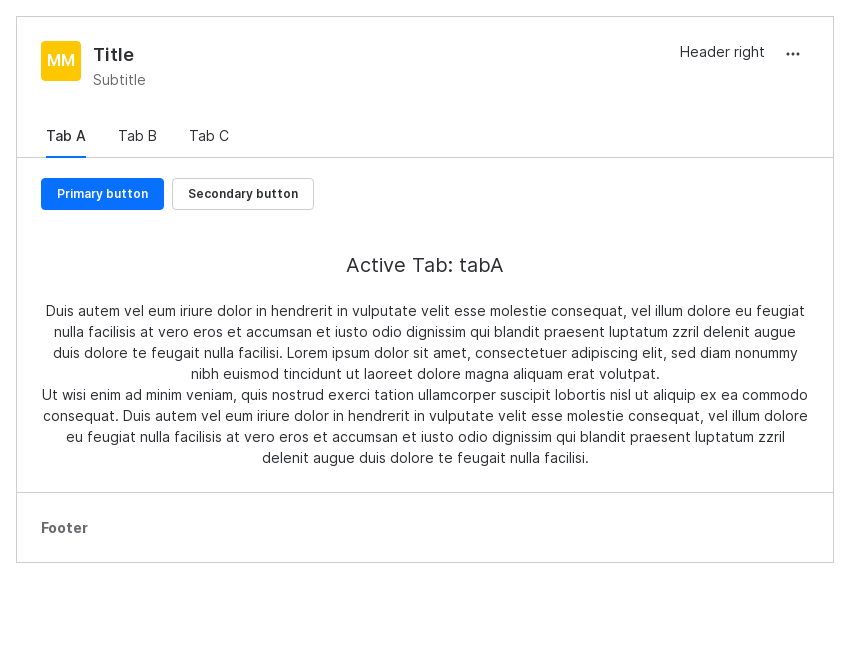 MM
Title
Subtitle
Header right
Tab A
Tab B
Tab C
Primary button
Secondary button
Active Tab: tabA
Duis autem vel eum iriure dolor in hendrerit in vulputate velit esse molestie consequat, vel illum dolore eu feugiat
nulla facilisis at vero eros et accumsan et iusto odio dignissim qui blandit praesent luptatum zzril delenit augue
duis dolore te feugait nulla facilisi. Lorem ipsum dolor sit amet, consectetuer adipiscing elit, sed diam nonummy
nibh euismod tincidunt ut laoreet dolore magna aliquam erat volutpat.
Ut wisi enim ad minim veniam, quis nostrud exerci tation ullamcorper suscipit lobortis nisl ut aliquip ex ea commodo
consequat. Duis autem vel eum iriure dolor in hendrerit in vulputate velit esse molestie consequat, vel illum dolore
eu feugiat nulla facilisis at vero eros et accumsan et iusto odio dignissim qui blandit praesent luptatum zzril
delenit augue duis dolore te feugait nulla facilisi.
Footer